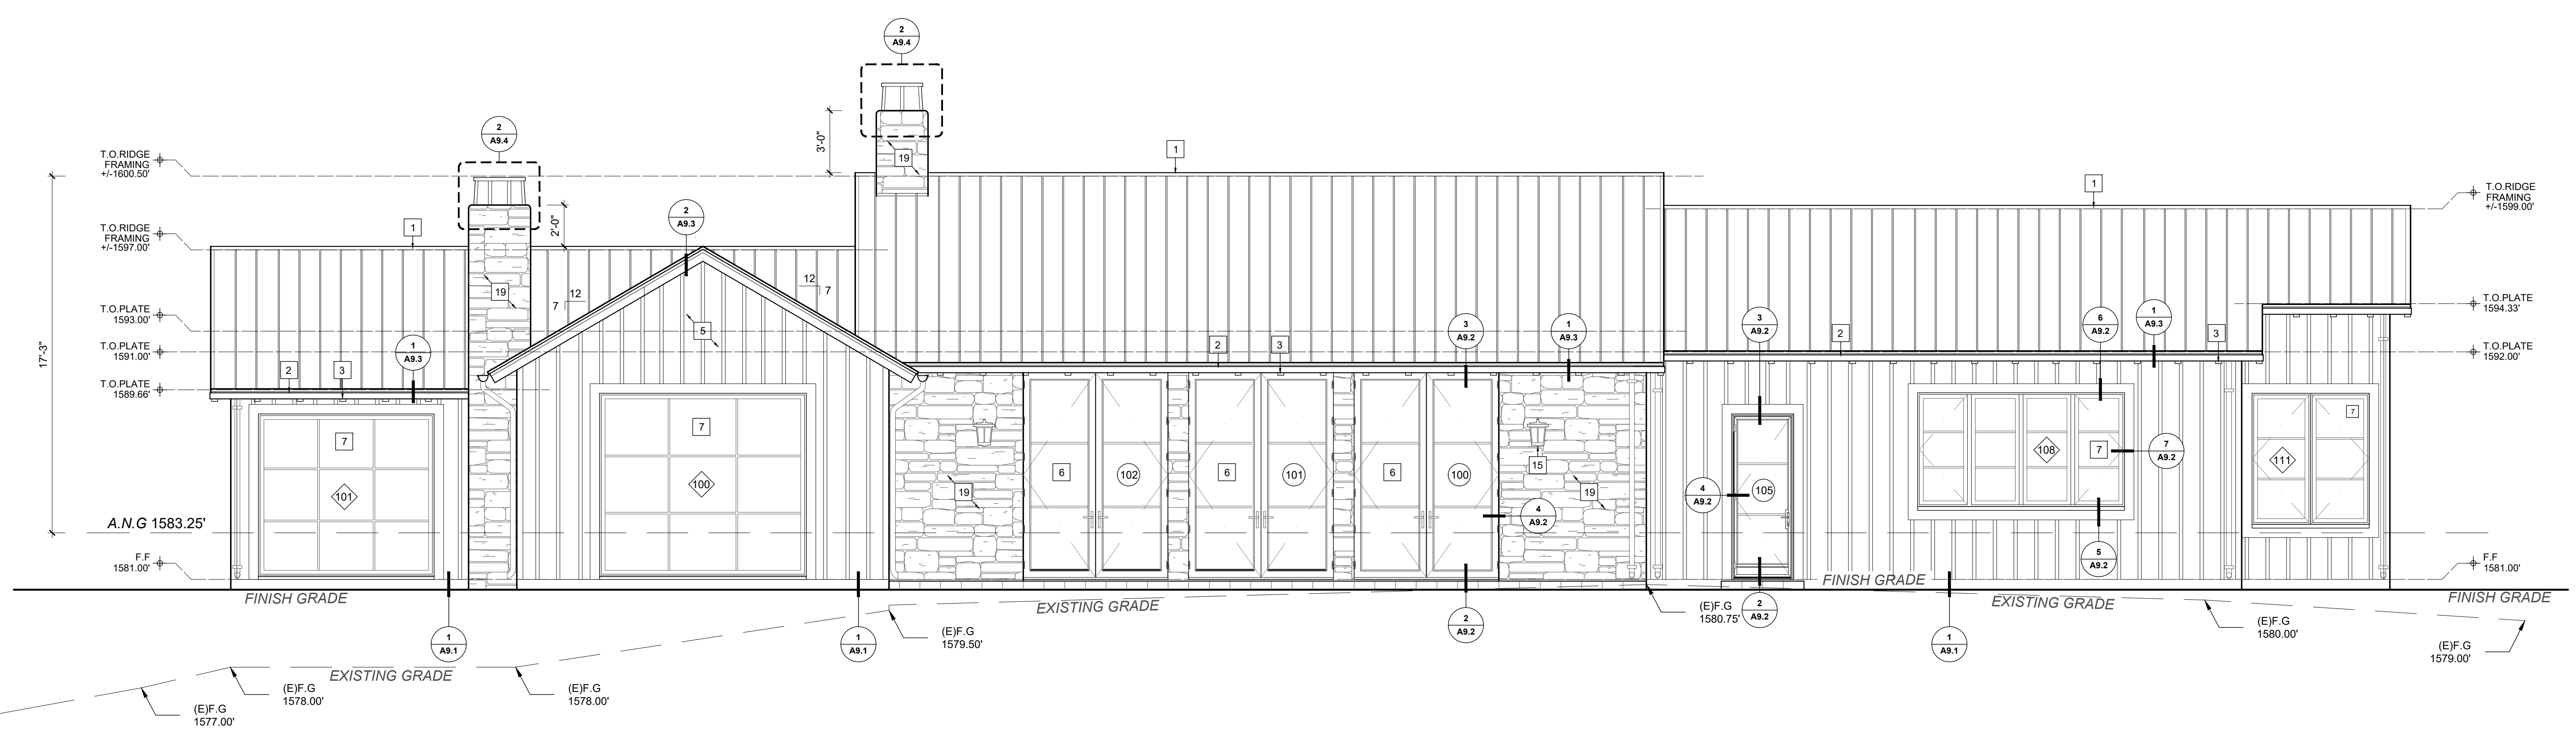 2
A9.4
2
A9.4
T.O.RIDGE
FRAMING
+/-1600.50'
3'-0"
19
1
1
T.O.RIDGE
FRAMING
+/-1599.00'
T.O.RIDGE
FRAMING
+/-1597.00'
1
2'-0"
2
A9.3
19
12
7
12
7
T.O.PLATE
1593.00'
T.O.PLATE
1591.00'
T.O.PLATE
1589.66'
17'-3"
2
3
1
A9.3
5
2
3
3
A9.2
1
A9.3
3
A9.2
2
6
A9.2
1
A9.3
3
T.O.PLATE
1594.33'
T.O.PLATE
1592.00'
7
101
7
100
19
6
102
6
101
6
100
15
19
4
A9.2
4
A9.2
105
108
7
7
A9.2
7
111
5
A9.2
A.N.G 1583.25'
F.F
1581.00'
F.F
1581.00'
FINISH GRADE
FINISH GRADE
FINISH GRADE
EXISTING GRADE
EXISTING GRADE
EXISTING GRADE
1
A9.1
1
A9.1
2
A9.2
2
A9.2
1
A9.1
(E)F.G
1577.00'
(E)F.G
1578.00'
(E)F.G
1578.00'
(E)F.G
1579.50'
(E)F.G
1580.75'
(E)F.G
1580.00'
(E)F.G
1579.00'